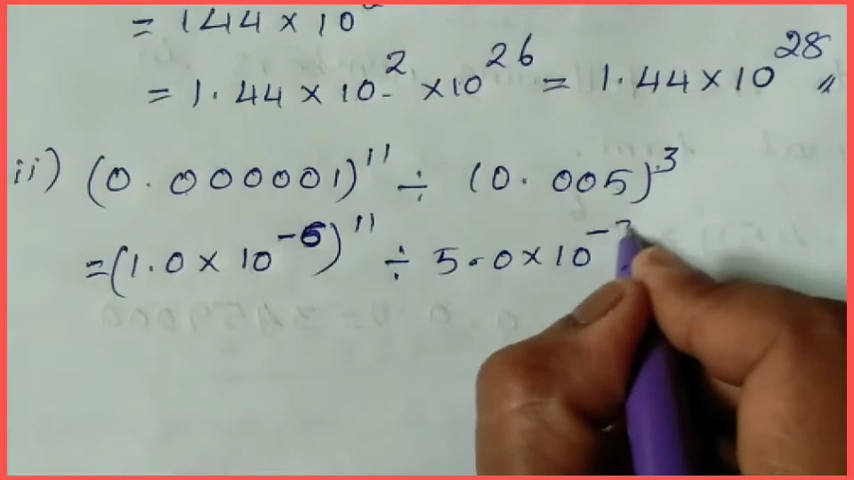 = 144 × 10
= 1.44 × 10² × 10²⁶ = 1.44 × 10²⁸ //
ii) (0.000001)¹¹ ÷ (0.005)³
= (1.0 × 10⁻⁶)¹¹ ÷ 5.0 × 10⁻